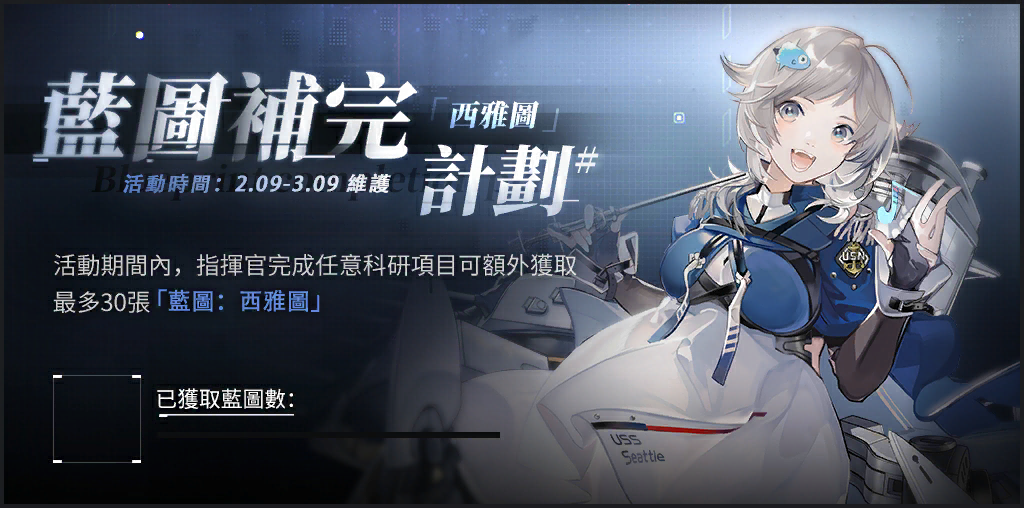 藍圖補完
「西雅圖」
計劃#
活動時間：2.09-3.09 維護
活動期間內，指揮官完成任意科研項目可額外獲取
最多30張「藍圖：西雅圖」
已獲取藍圖數：
USN
USS
Seattle